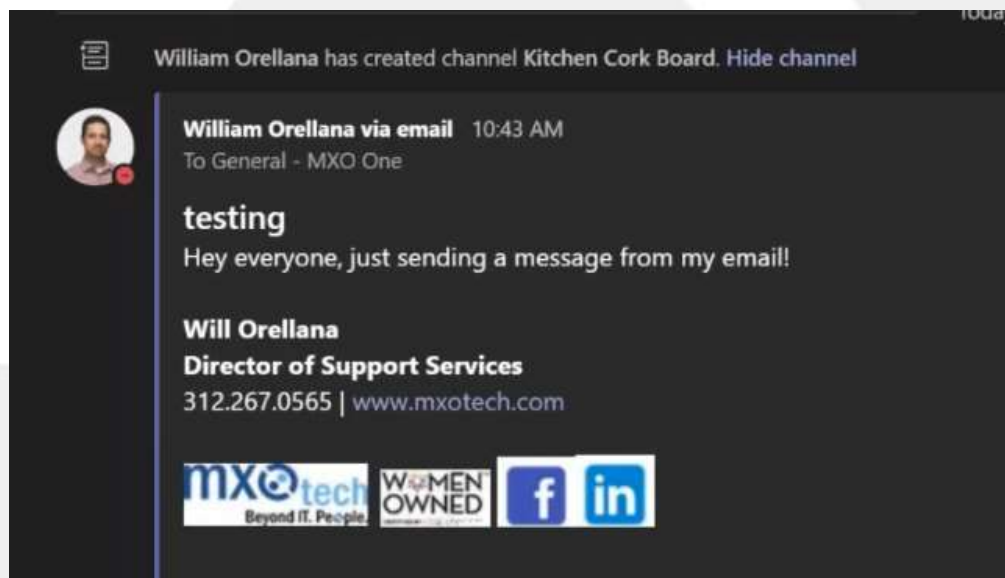 Today
William Orellana has created channel Kitchen Cork Board. Hide channel
William Orellana via email 10:43 AM
To General - MXO One
testing
Hey everyone, just sending a message from my email!
Will Orellana
Director of Support Services
312.267.0565 | www.mxotech.com
mxotech
Beyond IT. People.
WOMEN
OWNED
f
in